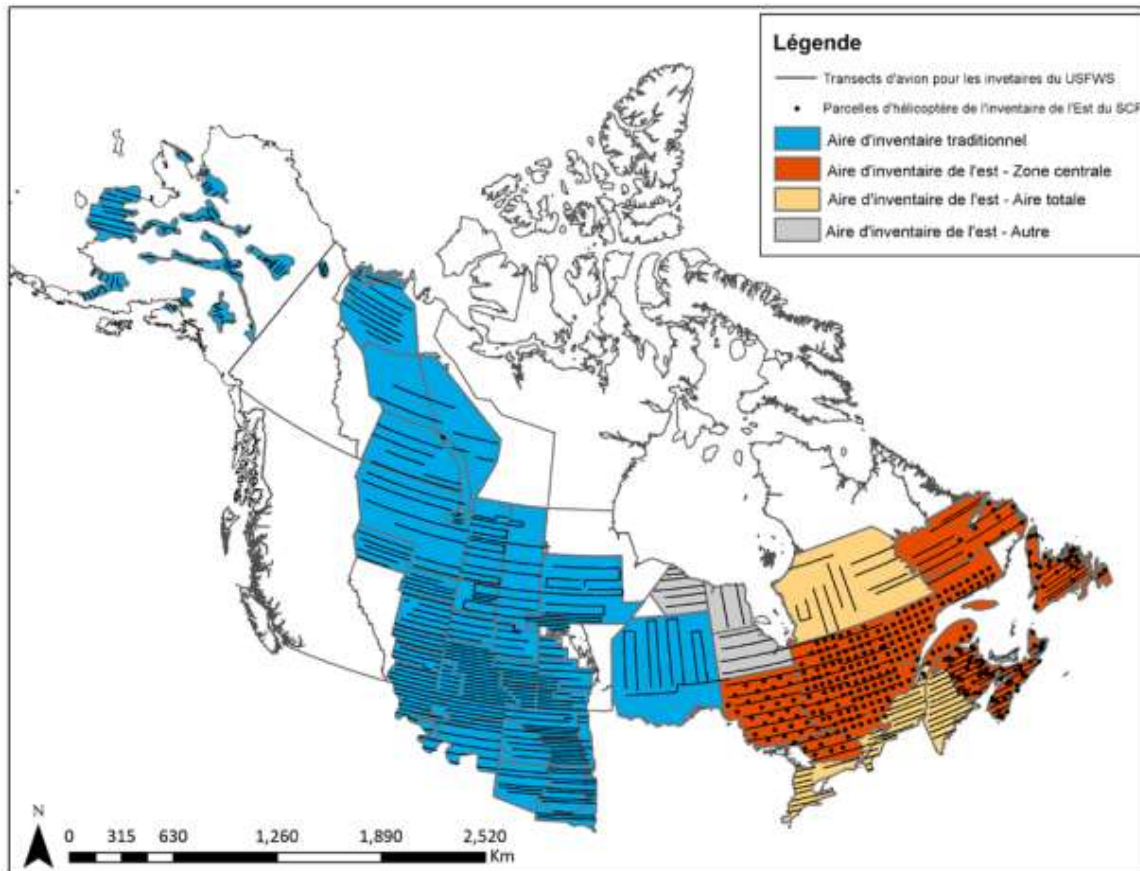 Légende
Transects d'avion pour les invetaires du USFWS
Parcelles d'hélicoptère de l'inventaire de l'Est du SCF
Aire d'inventaire traditionnel
Aire d'inventaire de l'est - Zone centrale
Aire d'inventaire de l'est - Aire totale
Aire d'inventaire de l'est - Autre
N
0 315 630 1,260 1,890 2,520
Km